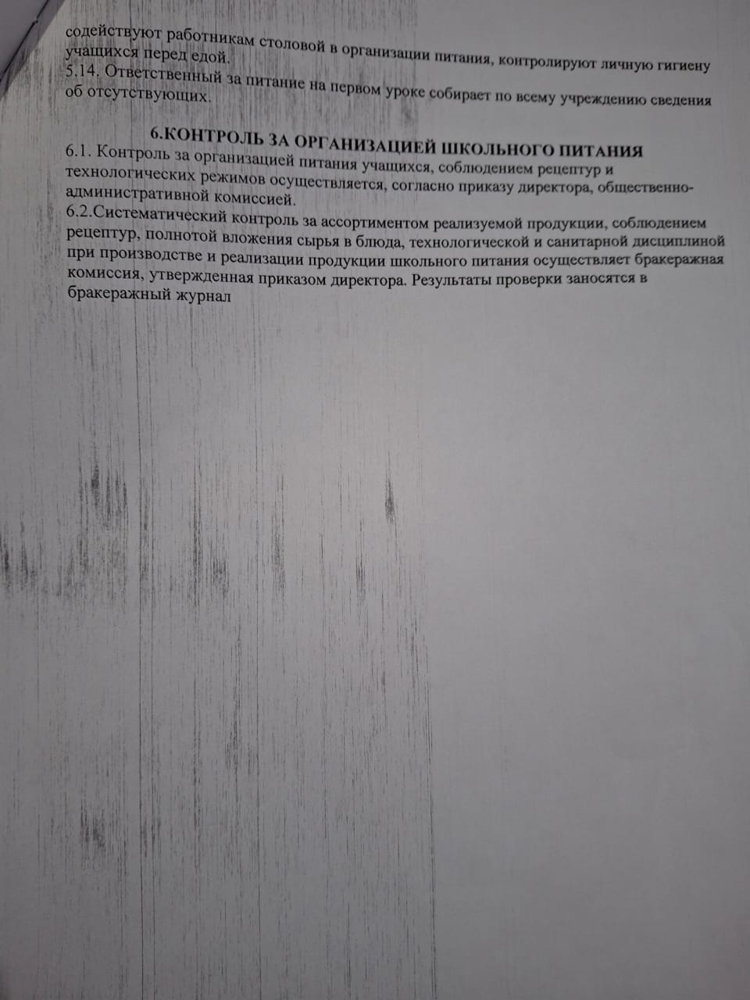 содействуют работникам столовой в организации питания, контролируют личную гигиену
учащихся перед едой.
5.14. Ответственный за питание на первом уроке собирает по всему учреждению сведения
об отсутствующих.
6.КОНТРОЛЬ ЗА ОРГАНИЗАЦИЕЙ ШКОЛЬНОГО ПИТАНИЯ
6.1. Контроль за организацией питания учащихся, соблюдением рецептур и
технологических режимов осуществляется, согласно приказу директора, общественно-
административной комиссией.
6.2.Систематический контроль за ассортиментом реализуемой продукции, соблюдением
рецептур, полнотой вложения сырья в блюда, технологической и санитарной дисциплиной
при производстве и реализации продукции школьного питания осуществляет бракеражная
комиссия, утвержденная приказом директора. Результаты проверки заносятся в
бракеражный журнал